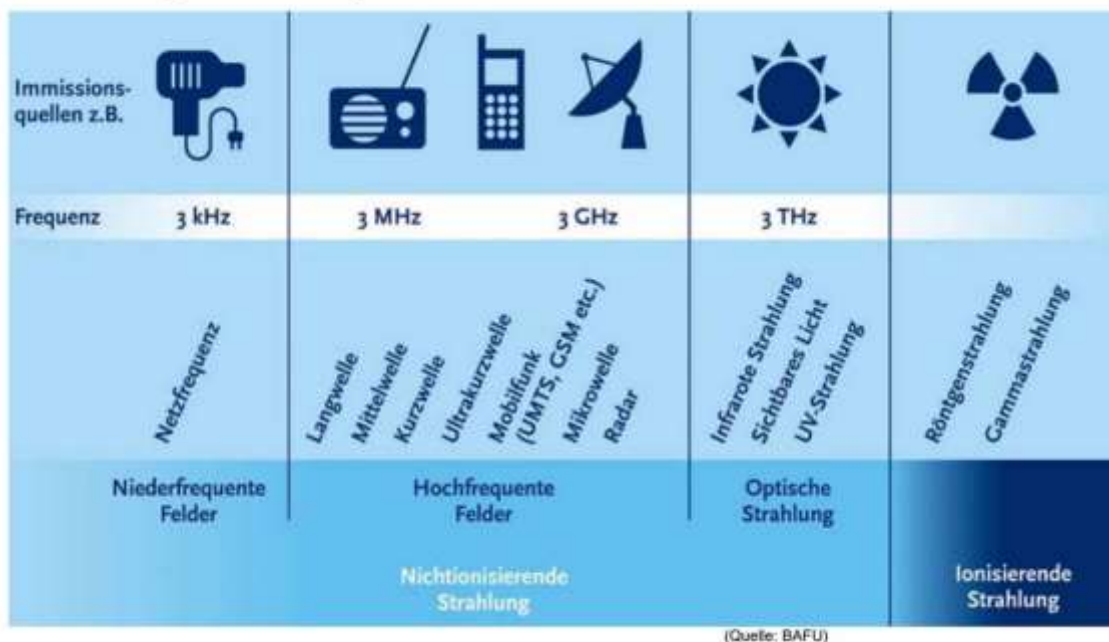 Immissions-
quellen z.B.
Frequenz
3 kHz
3 MHz
3 GHz
3 THz
Netzfrequenz
Langwelle
Mittelwelle
Kurzwelle
Ultrakurzwelle
Mobilfunk
(UMTS, GSM etc.)
Mikrowelle
Radar
Infrarote Strahlung
Sichtbares Licht
UV-Strahlung
Röntgenstrahlung
Gammastrahlung
Niederfrequente
Felder
Hochfrequente
Felder
Optische
Strahlung
Nichtionisierende
Strahlung
Ionisierende
Strahlung
(Quelle: BAFU)